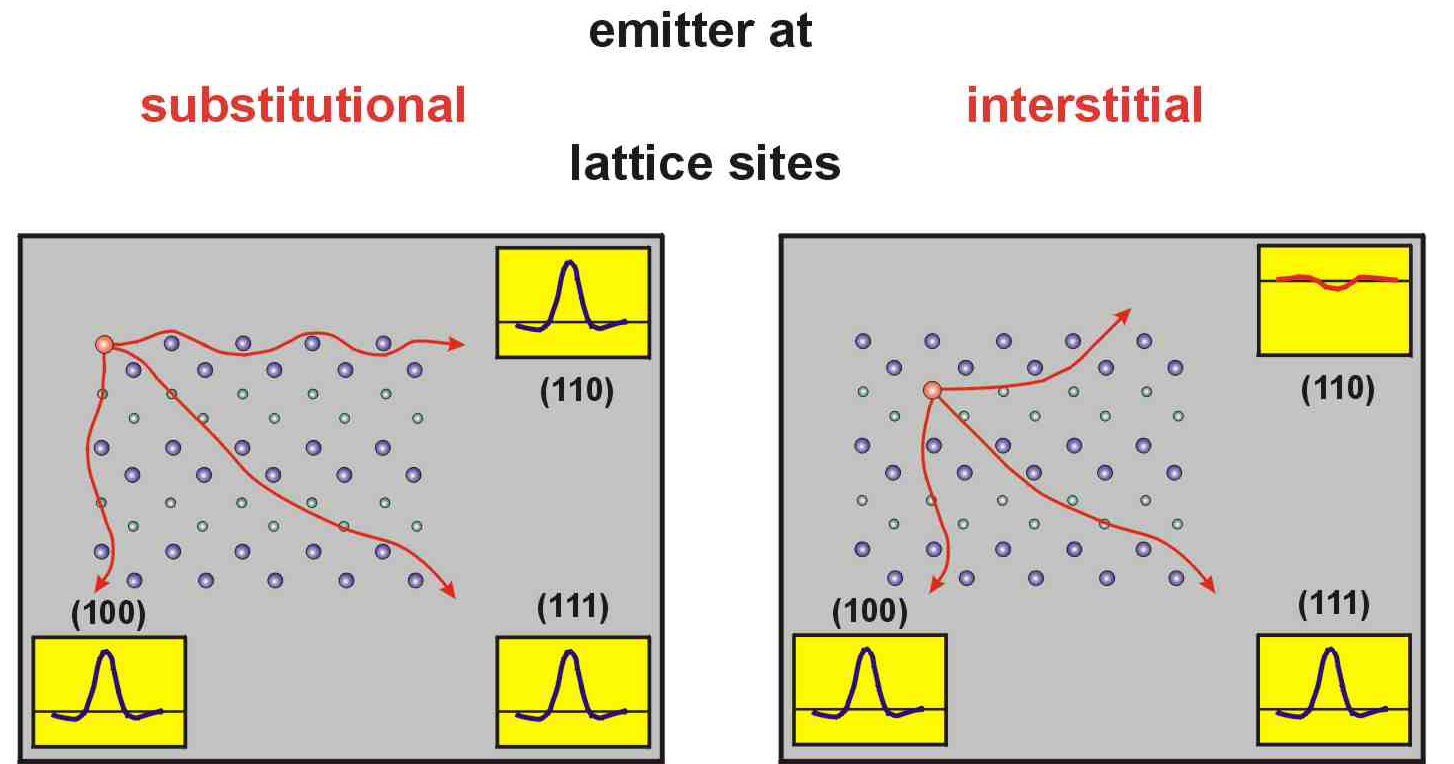 emitter at
substitutional
interstitial
lattice sites
(110)
(110)
(100)
(111)
(100)
(111)